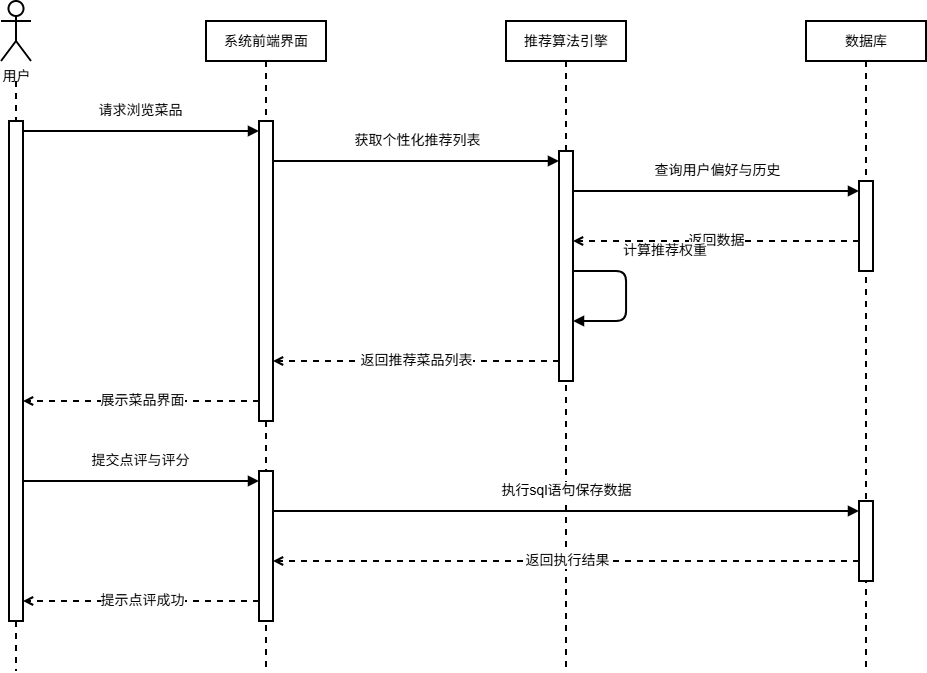 用户
系统前端界面
推荐算法引擎
数据库
请求浏览菜品
获取个性化推荐列表
查询用户偏好与历史
返回数据
计算推荐权重
返回推荐菜品列表
展示菜品界面
提交点评与评分
执行sql语句保存数据
返回执行结果
提示点评成功